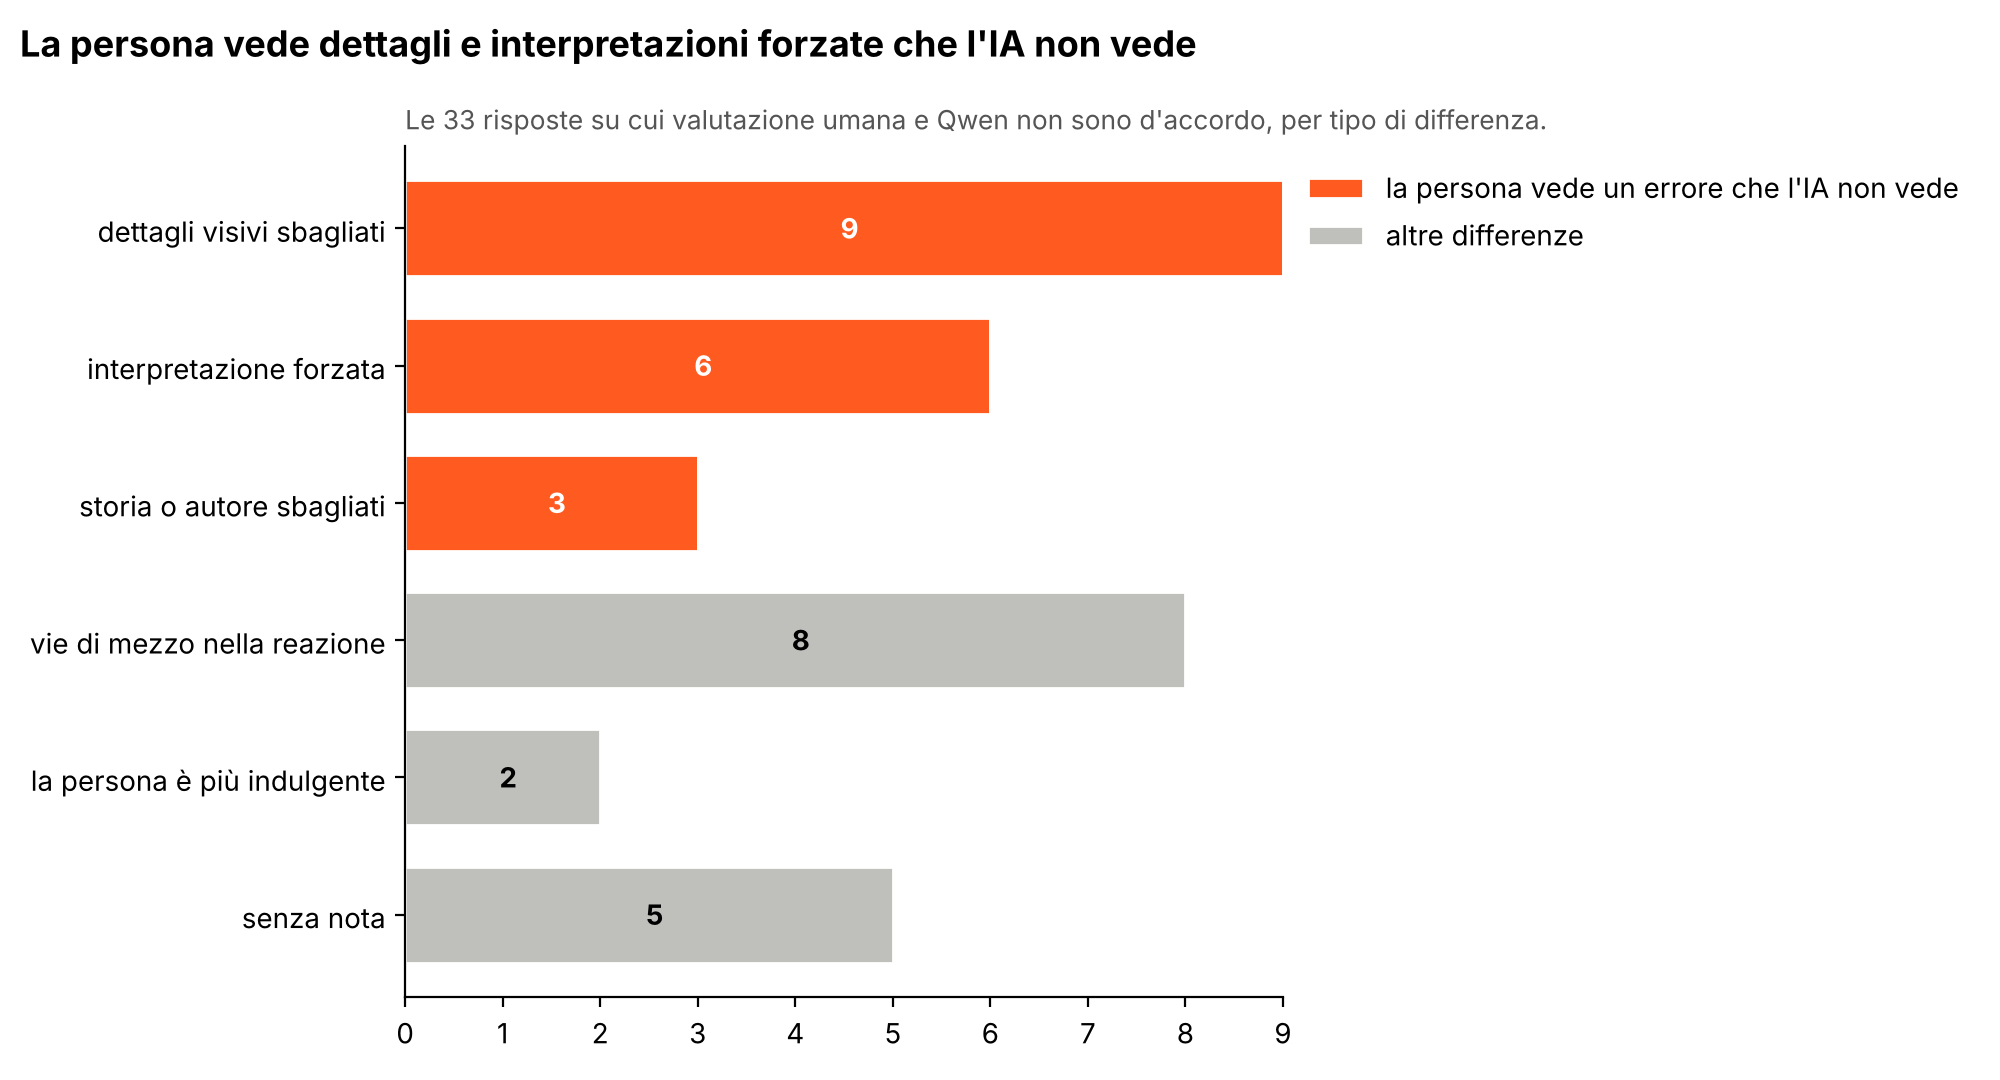 La persona vede dettagli e interpretazioni forzate che l'IA non vede
Le 33 risposte su cui valutazione umana e Qwen non sono d'accordo, per tipo di differenza.
la persona vede un errore che l'IA non vede
altre differenze
dettagli visivi sbagliati
9
interpretazione forzata
6
storia o autore sbagliati
3
vie di mezzo nella reazione
8
la persona è più indulgente
2
senza nota
5
0 1 2 3 4 5 6 7 8 9